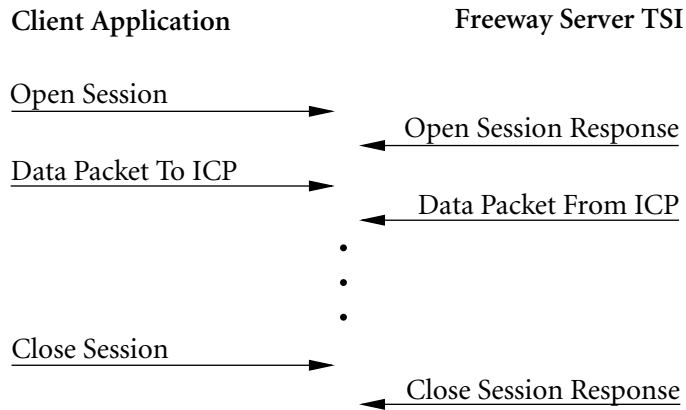 Client Application
Freeway Server TSI
Open Session
Open Session Response
Data Packet To ICP
Data Packet From ICP
Close Session
Close Session Response